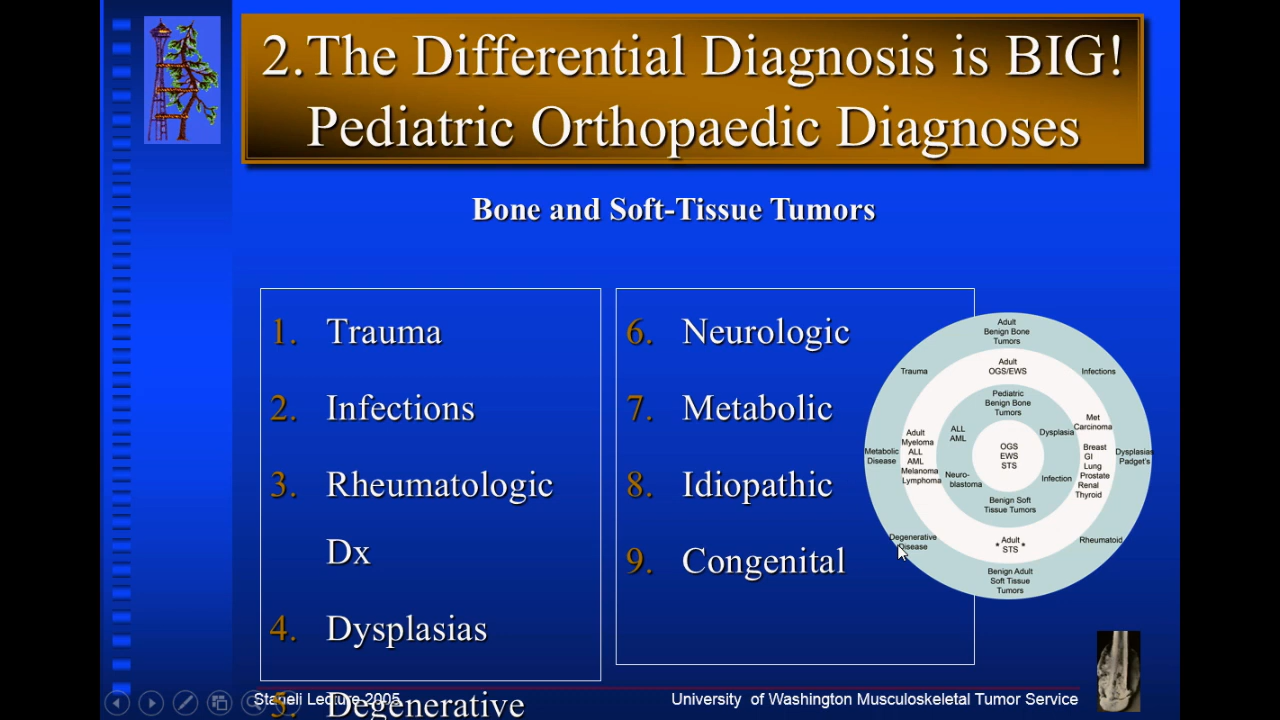 2.The Differential Diagnosis is BIG!
Pediatric Orthopaedic Diagnoses
Bone and Soft-Tissue Tumors
1. Trauma
2. Infections
3. Rheumatologic
Dx
4. Dysplasias
5. Degenerative
6. Neurologic
7. Metabolic
8. Idiopathic
9. Congenital
Adult
Benign Bone
Tumors
Trauma
Infections
Adult
OGS/EWS
Pediatric
Benign Bone
Tumors
Met
Carcinoma
ALL
AML
Dysplasia
Adult
Myeloma
ALL
AML
Melanoma
Lymphoma
OGS
EWS
STS
Breast
GI
Lung
Prostate
Renal
Thyroid
Metabolic
Disease
Dysplasias
Padget's
Neuro-
blastoma
Infection
Benign Soft
Tissue Tumors
Degenerative
Disease
* Adult *
STS
Rheumatoid
Benign Adult
Soft Tissue
Tumors
Staheli Lecture 2005
University of Washington Musculoskeletal Tumor Service